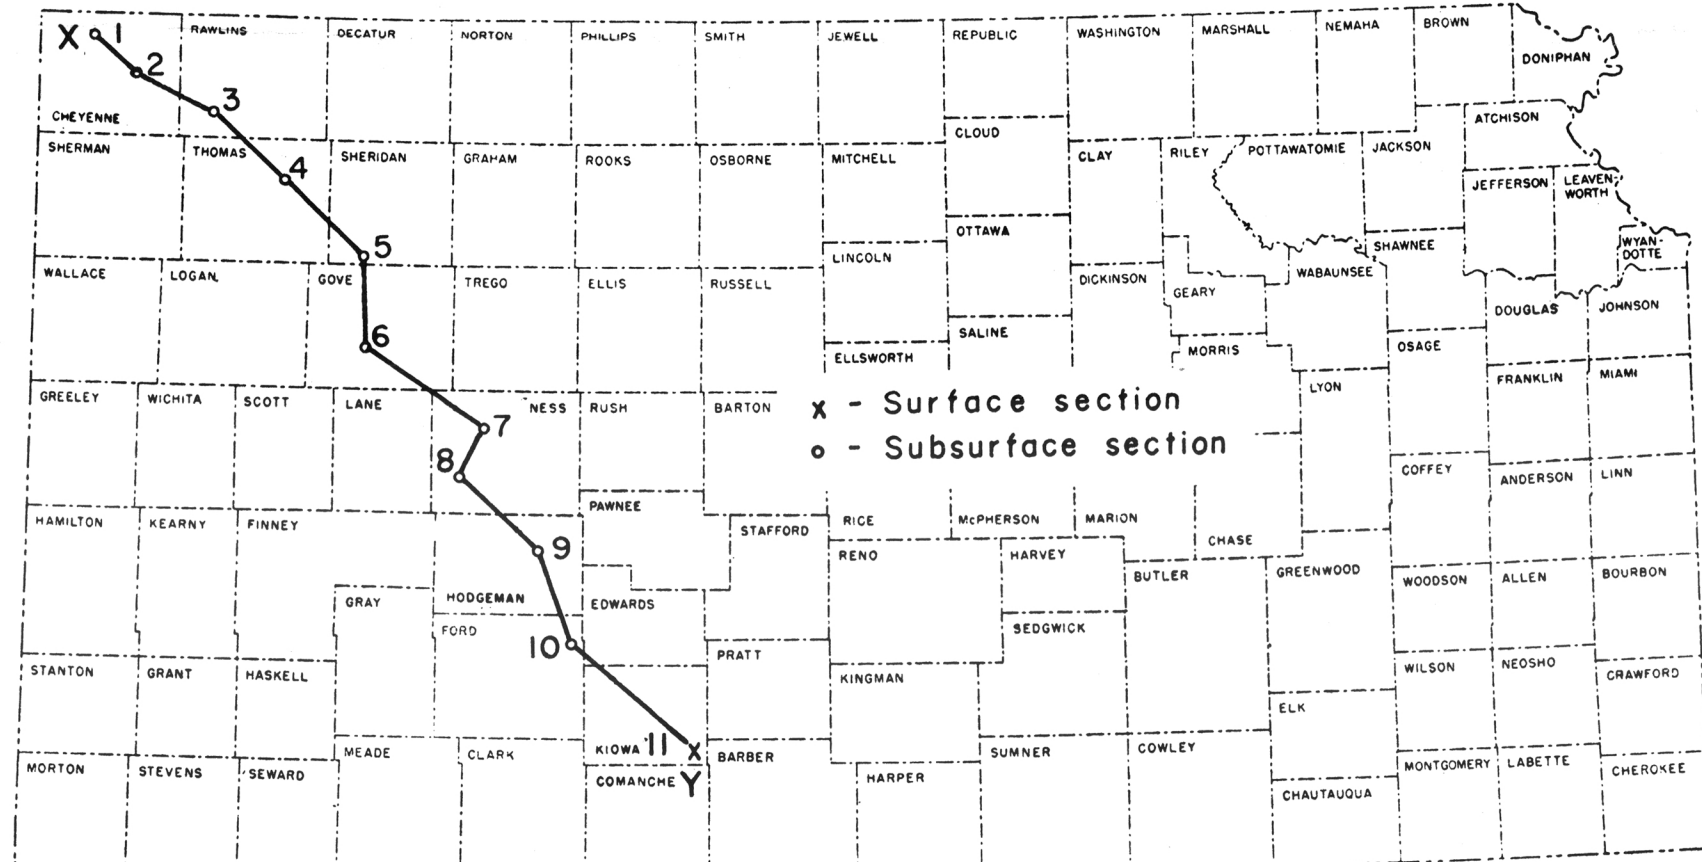 X 1 RAWLINS DECATUR NORTON PHILLIPS SMITH JEWELL REPUBLIC WASHINGTON MARSHALL NEMAHA BROWN
DONIPHAN
2
3
CHEYENNE ATCHISON
CLOUD
SHERMAN THOMAS SHERIDAN GRAHAM ROOKS OSBORNE MITCHELL CLAY RILEY POTTAWATOMIE JACKSON
4
JEFFERSON LEAVEN-
WORTH
5
OTTAWA SHAWNEE WYAN-
DOTTE
LINCOLN
WALLACE LOGAN GOVE TREGO ELLIS RUSSELL DICKINSON GEARY WABAUNSEE
DOUGLAS JOHNSON
6
SALINE
ELLSWORTH MORRIS OSAGE
FRANKLIN MIAMI
LYON
GREELEY WICHITA SCOTT LANE NESS RUSH BARTON
x - Surface section
o - Subsurface section
7
8
COFFEY ANDERSON LINN
PAWNEE
HAMILTON KEARNY FINNEY STAFFORD RICE McPHERSON MARION
CHASE
9
RENO HARVEY
BUTLER GREENWOOD WOODSON ALLEN BOURBON
GRAY HODGEMAN EDWARDS
FORD SEDGWICK
10
PRATT
STANTON GRANT HASKELL KINGMAN WILSON NEOSHO CRAWFORD
ELK
MEADE CLARK KIOWA 11 x BARBER SUMNER COWLEY
MORTON STEVENS SEWARD COMANCHE Y HARPER MONTGOMERY LABETTE CHEROKEE
CHAUTAUQUA